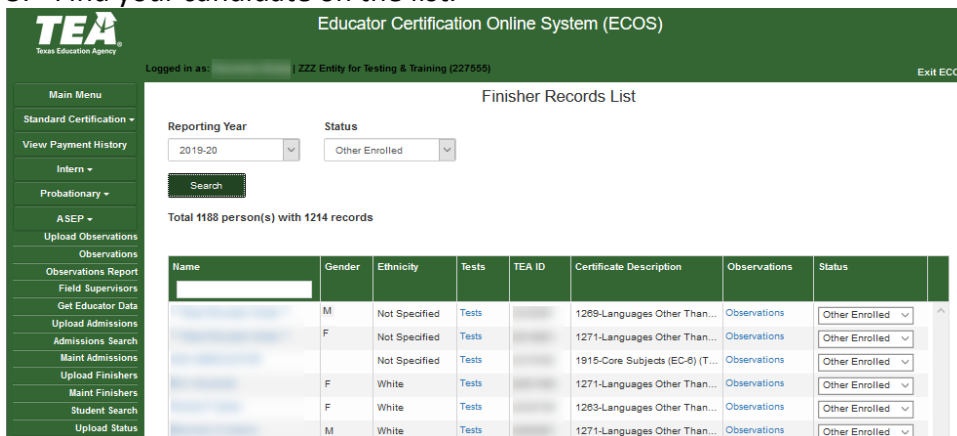 Find your candidate on the list.
TEA
Texas Education Agency
Educator Certification Online System (ECOS)
Logged in as: | ZZZ Entity for Testing & Training (227555)
Exit ECO
Main Menu
Standard Certification
View Payment History
Intern
Probationary
ASEP
Upload Observations
Observations
Observations Report
Field Supervisors
Get Educator Data
Upload Admissions
Admissions Search
Maint Admissions
Upload Finishers
Maint Finishers
Student Search
Upload Status
Finisher Records List
Reporting Year Status
2019-20 Other Enrolled
Search
Total 1188 person(s) with 1214 records
Name Gender Ethnicity Tests TEA ID Certificate Description Observations Status
M Not Specified Tests 1269-Languages Other Than... Observations Other Enrolled
F Not Specified Tests 1271-Languages Other Than... Observations Other Enrolled
Not Specified Tests 1915-Core Subjects (EC-6) (T... Observations Other Enrolled
F White Tests 1271-Languages Other Than... Observations Other Enrolled
F White Tests 1263-Languages Other Than... Observations Other Enrolled
M White Tests 1271-Languages Other Than... Observations Other Enrolled